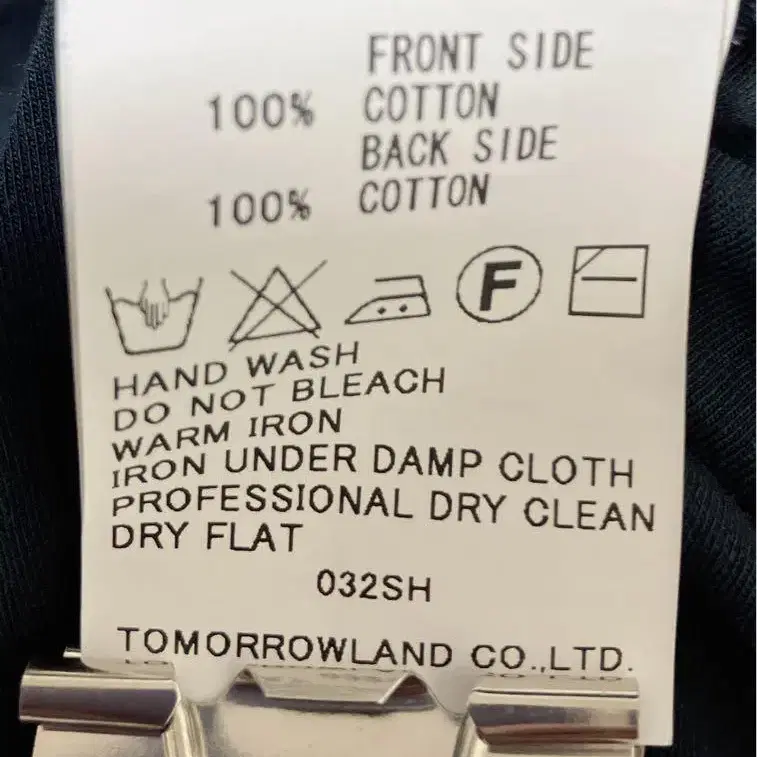 FRONT SIDE
100% COTTON
BACK SIDE
100% COTTON
F
HAND WASH
DO NOT BLEACH
WARM IRON
IRON UNDER DAMP CLOTH
PROFESSIONAL DRY CLEAN
DRY FLAT
032SH
TOMORROWLAND CO.,LTD.